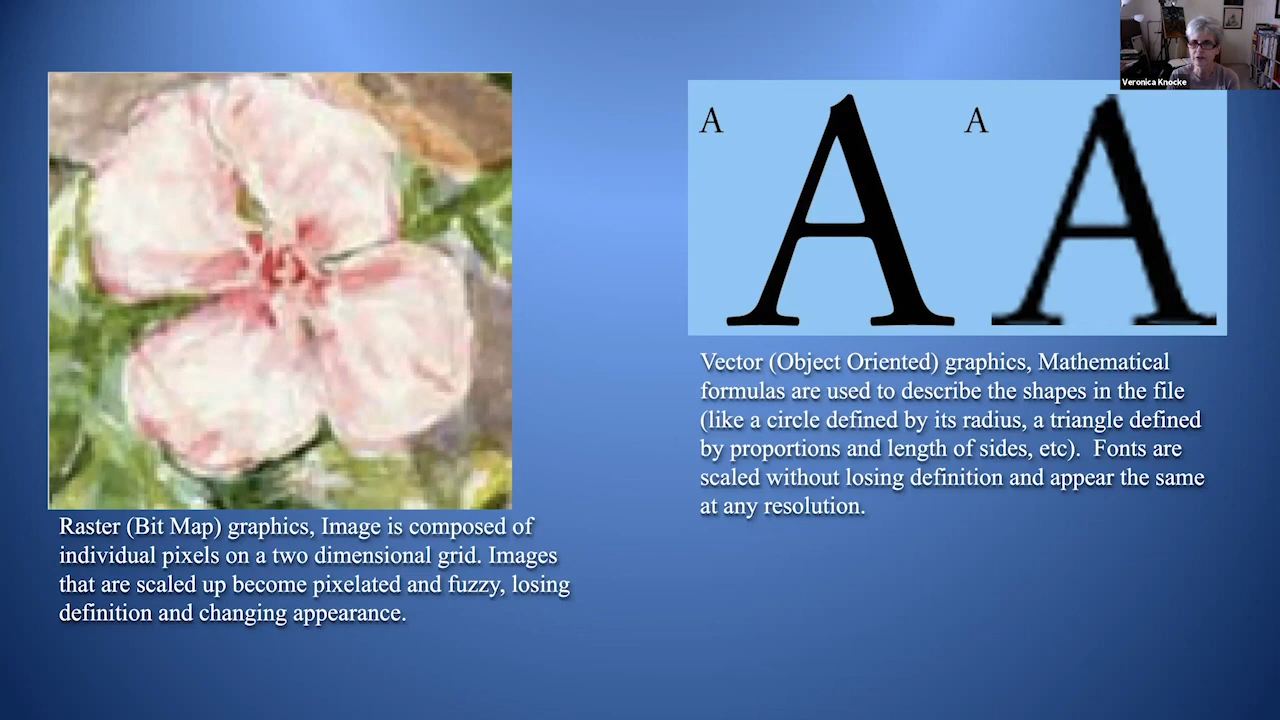 Veronica Knocke
A
A
A
A
Vector (Object Oriented) graphics, Mathematical
formulas are used to describe the shapes in the file
(like a circle defined by its radius, a triangle defined
by proportions and length of sides, etc).  Fonts are
scaled without losing definition and appear the same
at any resolution.
Raster (Bit Map) graphics, Image is composed of
individual pixels on a two dimensional grid. Images
that are scaled up become pixelated and fuzzy, losing
definition and changing appearance.